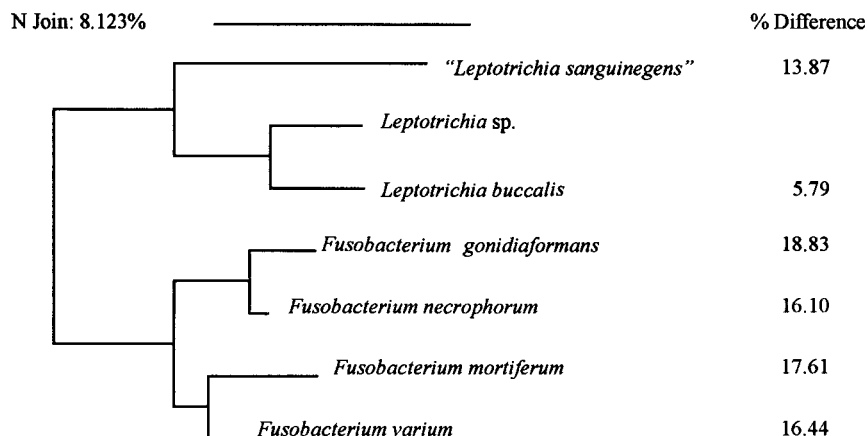 N Join: 8.123% % Difference
“Leptotrichia sanguinegens” 13.87
Leptotrichia sp.
Leptotrichia buccalis 5.79
Fusobacterium gonidiaformans 18.83
Fusobacterium necrophorum 16.10
Fusobacterium mortiferum 17.61
Fusobacterium varium 16.44